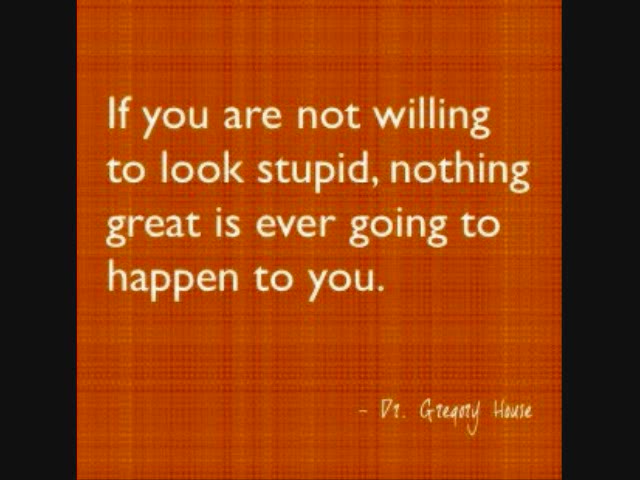 If you are not willing
to look stupid, nothing
great is ever going to
happen to you.
- Dr. Gregory House